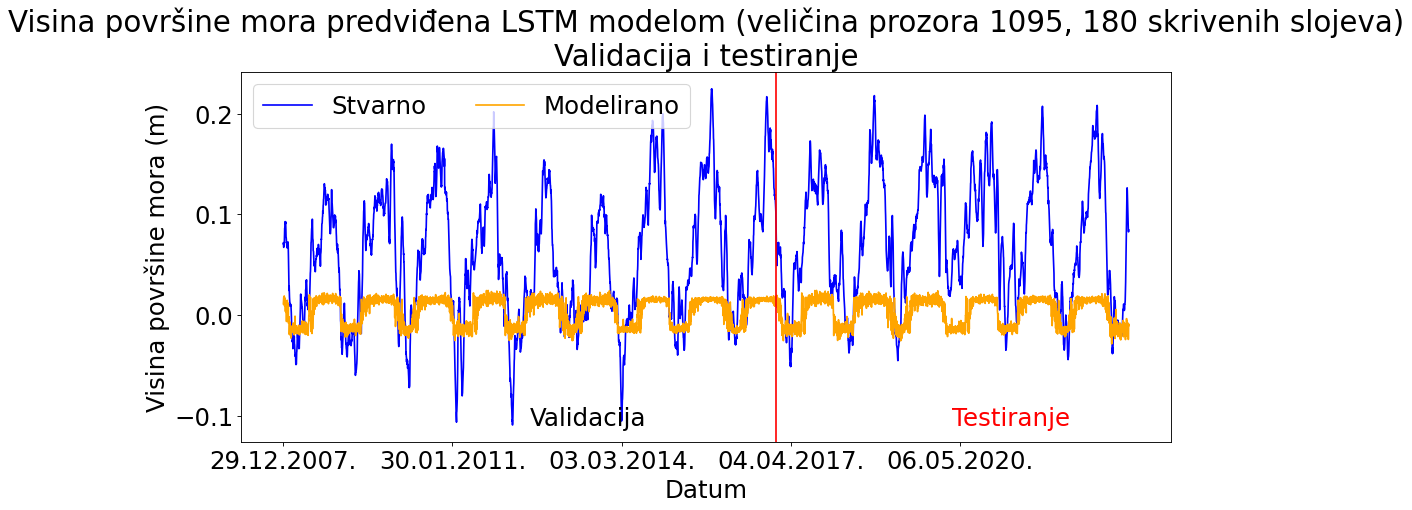 Visina površine mora predviđena LSTM modelom (veličina prozora 1095, 180 skrivenih slojeva)
Validacija i testiranje
Stvarno Modelirano
Visina površine mora (m)
0.2
0.1
0.0
−0.1
Validacija Testiranje
29.12.2007. 30.01.2011. 03.03.2014. 04.04.2017. 06.05.2020.
Datum